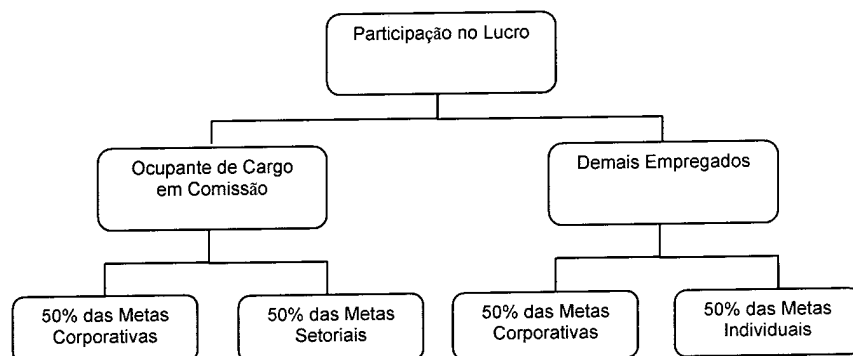 Participação no Lucro
Ocupante de Cargo
em Comissão
Demais Empregados
50% das Metas
Corporativas
50% das Metas
Setoriais
50% das Metas
Corporativas
50% das Metas
Individuais